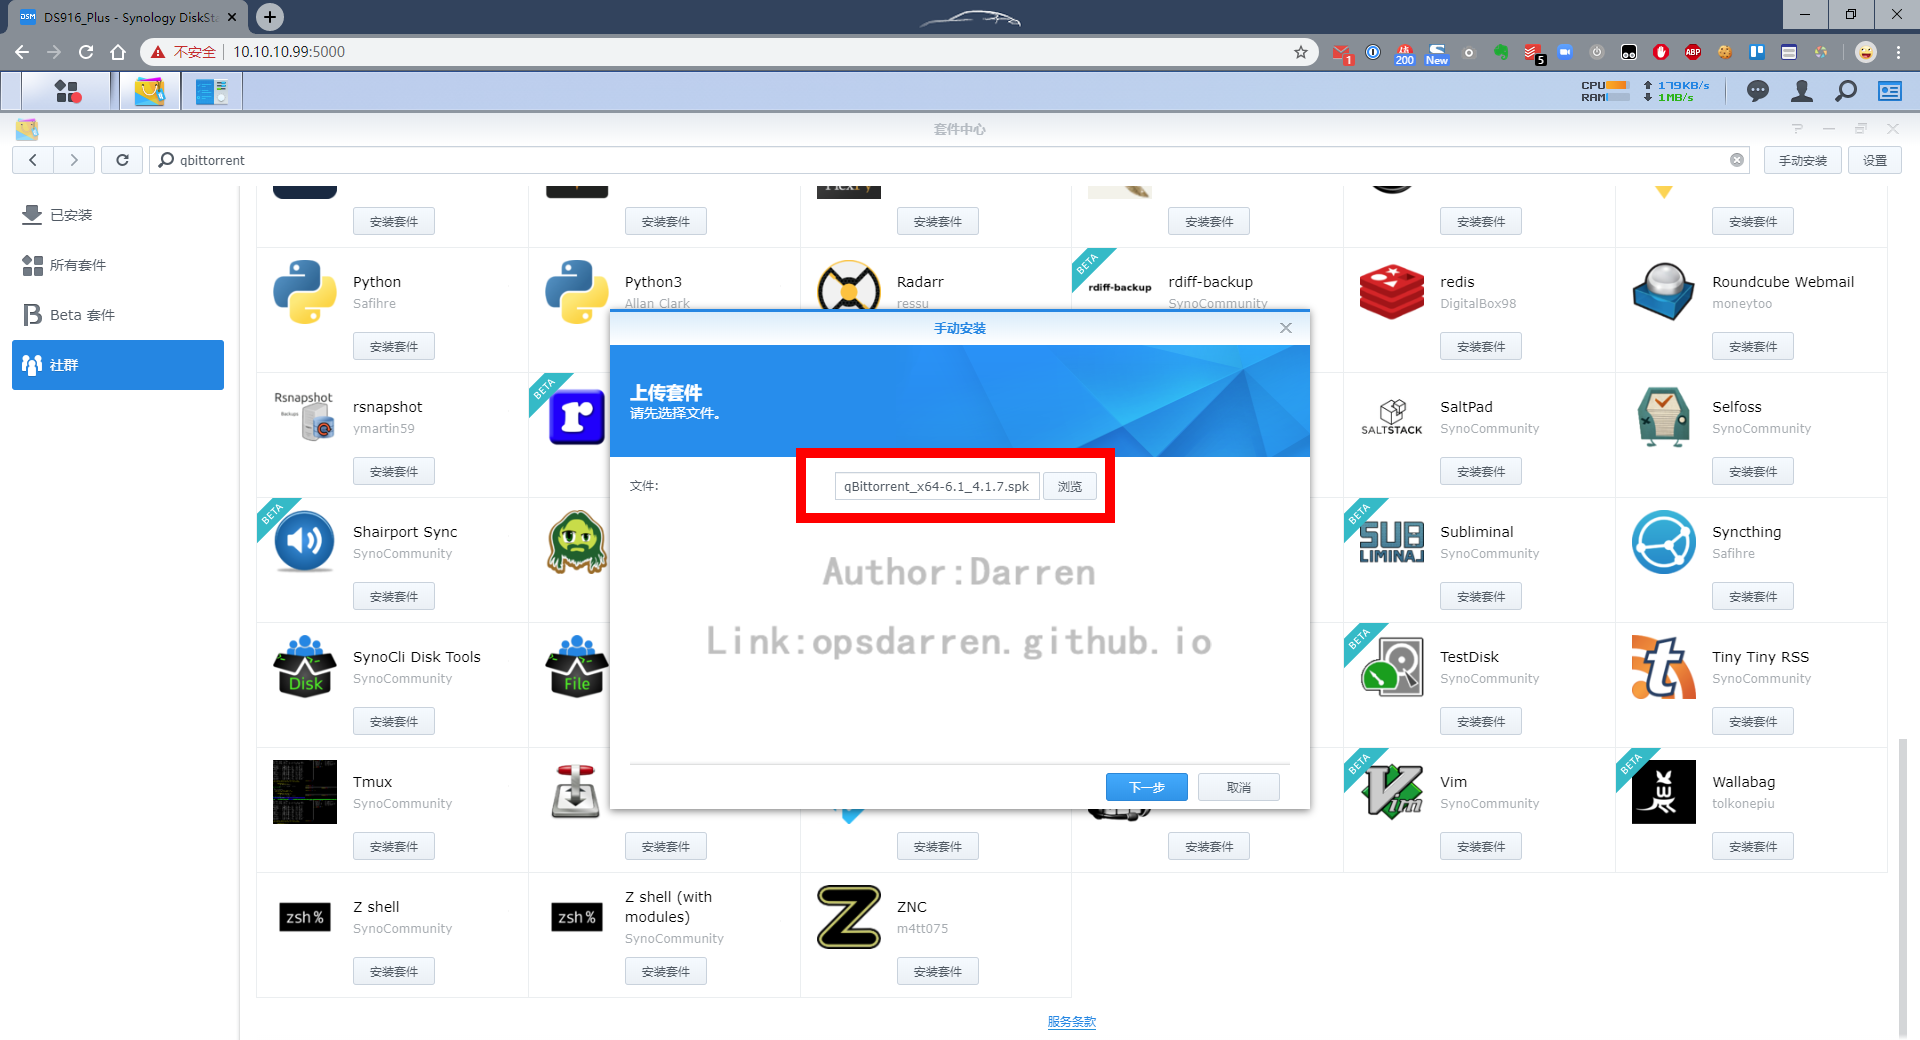 DSM DS916_Plus - Synology DiskSt
不安全 10.10.10.99:5000
1 200 New 5 ABP
CPU 179KB/s
RAM 1MB/s
套件中心
qbittorrent
手动安装 设置
已安装
所有套件
Beta 套件
社群
安装套件 安装套件 安装套件 安装套件 安装套件 安装套件
Python
Safihre
安装套件
Python3
Allan Clark
Radarr
ressu
BETA
rdiff-backup
rdiff-backup
SynoCommunity
redis
DigitalBox98
安装套件
Roundcube Webmail
moneytoo
安装套件
Rsnapshot
Backups
rsnapshot
ymartin59
安装套件
BETA
r
SALTSTACK
SaltPad
SynoCommunity
安装套件
Selfoss
SynoCommunity
安装套件
手动安装
上传套件
请先选择文件。
文件:
qBittorrent_x64-6.1_4.1.7.spk 浏览
Author:Darren
Link:opsdarren.github.io
下一步 取消
BETA
Shairport Sync
SynoCommunity
安装套件
BETA
SUB
LIMINAL
Subliminal
SynoCommunity
安装套件
Syncthing
Safihre
安装套件
Disk
SynoCli Disk Tools
SynoCommunity
安装套件
File
BETA
TestDisk
SynoCommunity
安装套件
t
Tiny Tiny RSS
SynoCommunity
安装套件
Tmux
SynoCommunity
安装套件
安装套件
安装套件
安装套件
BETA
Vim
Vim
SynoCommunity
安装套件
BETA
Wallabag
tolkonepiu
安装套件
zsh %
Z shell
SynoCommunity
安装套件
zsh %
Z shell (with
modules)
SynoCommunity
安装套件
Z
ZNC
m4tt075
安装套件
服务条款